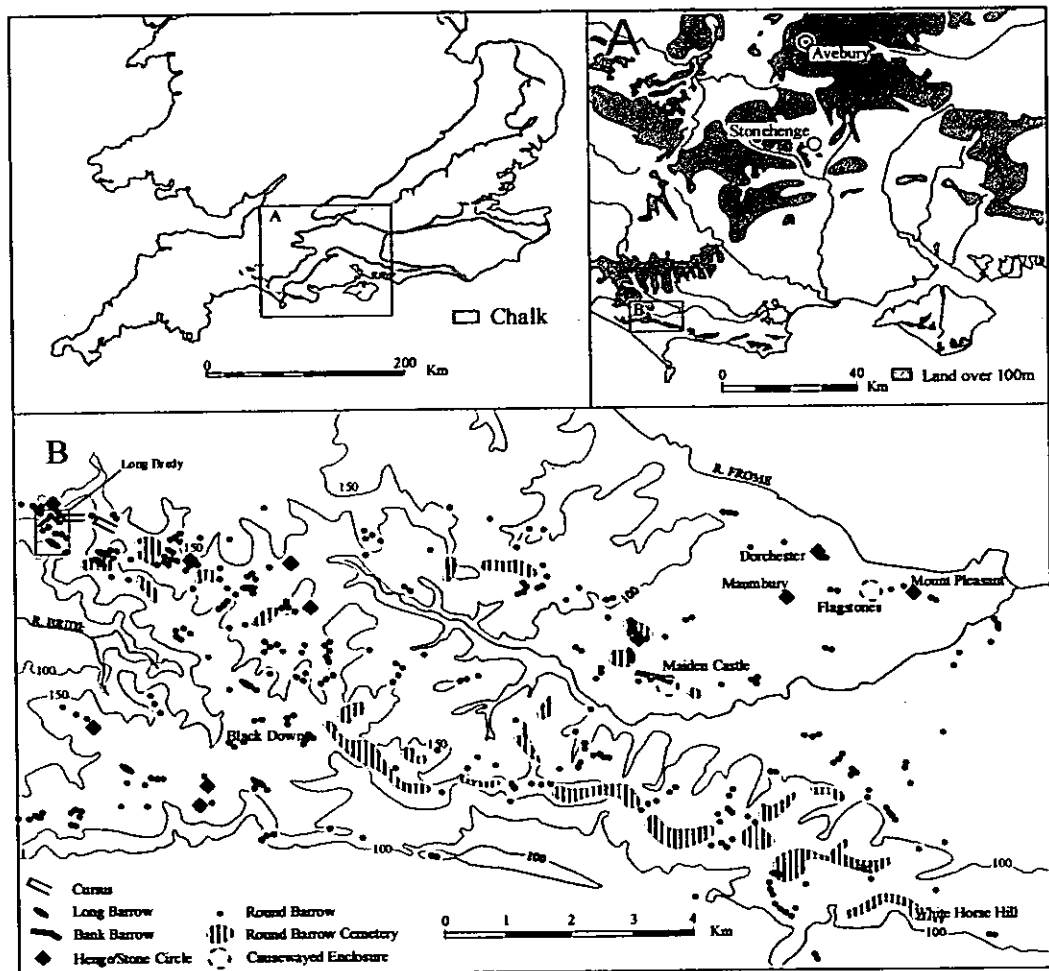 A
Chalk
0
200
Km
A
Avebury
Stonehenge
B
0
40
Km
Land over 100m
B
Long Bredy
150
R. FROME
150
Dorchester
Maumbury
Mount Pleasant
Flagstones
100
R. BRIDE
100
150
Maiden Castle
Black Down
150
100
200
100
White Horse Hill
100
Cursus
Long Barrow
Round Barrow
Bank Barrow
Round Barrow Cemetery
Henge/Stone Circle
Causewayed Enclosure
0
1
2
3
4
Km